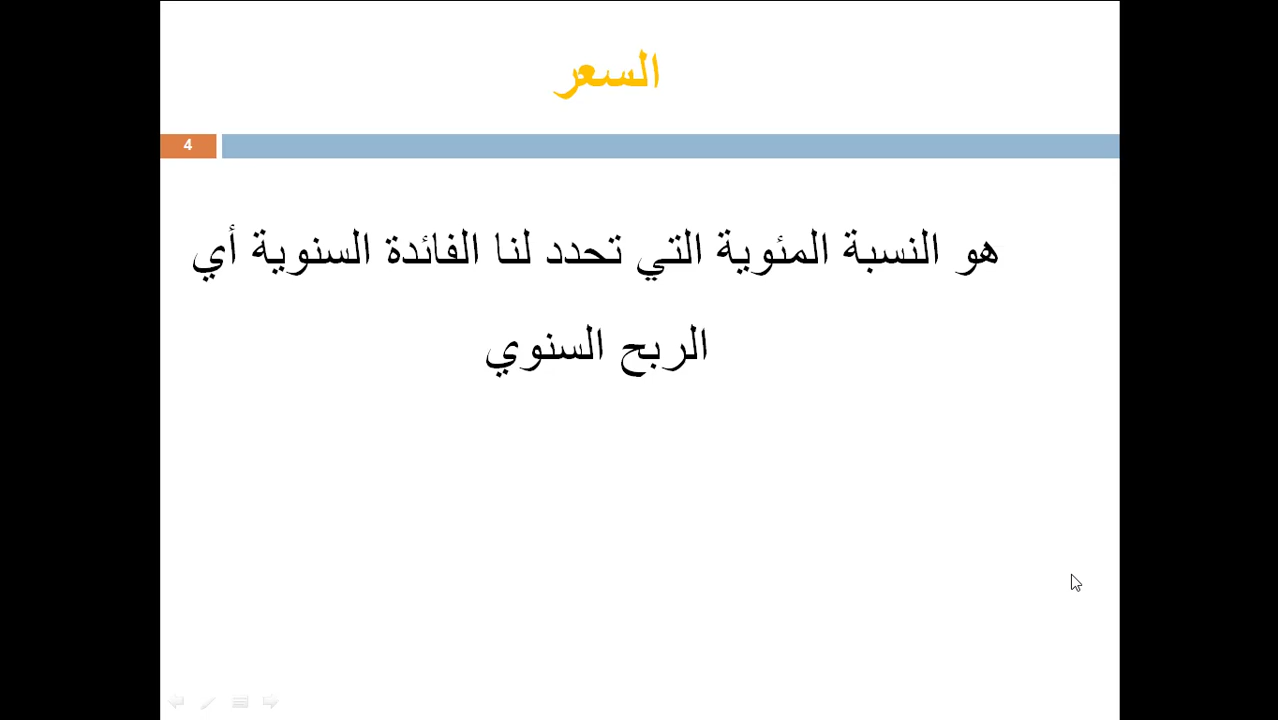 السعر
4
هو النسبة المئوية التي تحدد لنا الفائدة السنوية أي
الربح السنوي